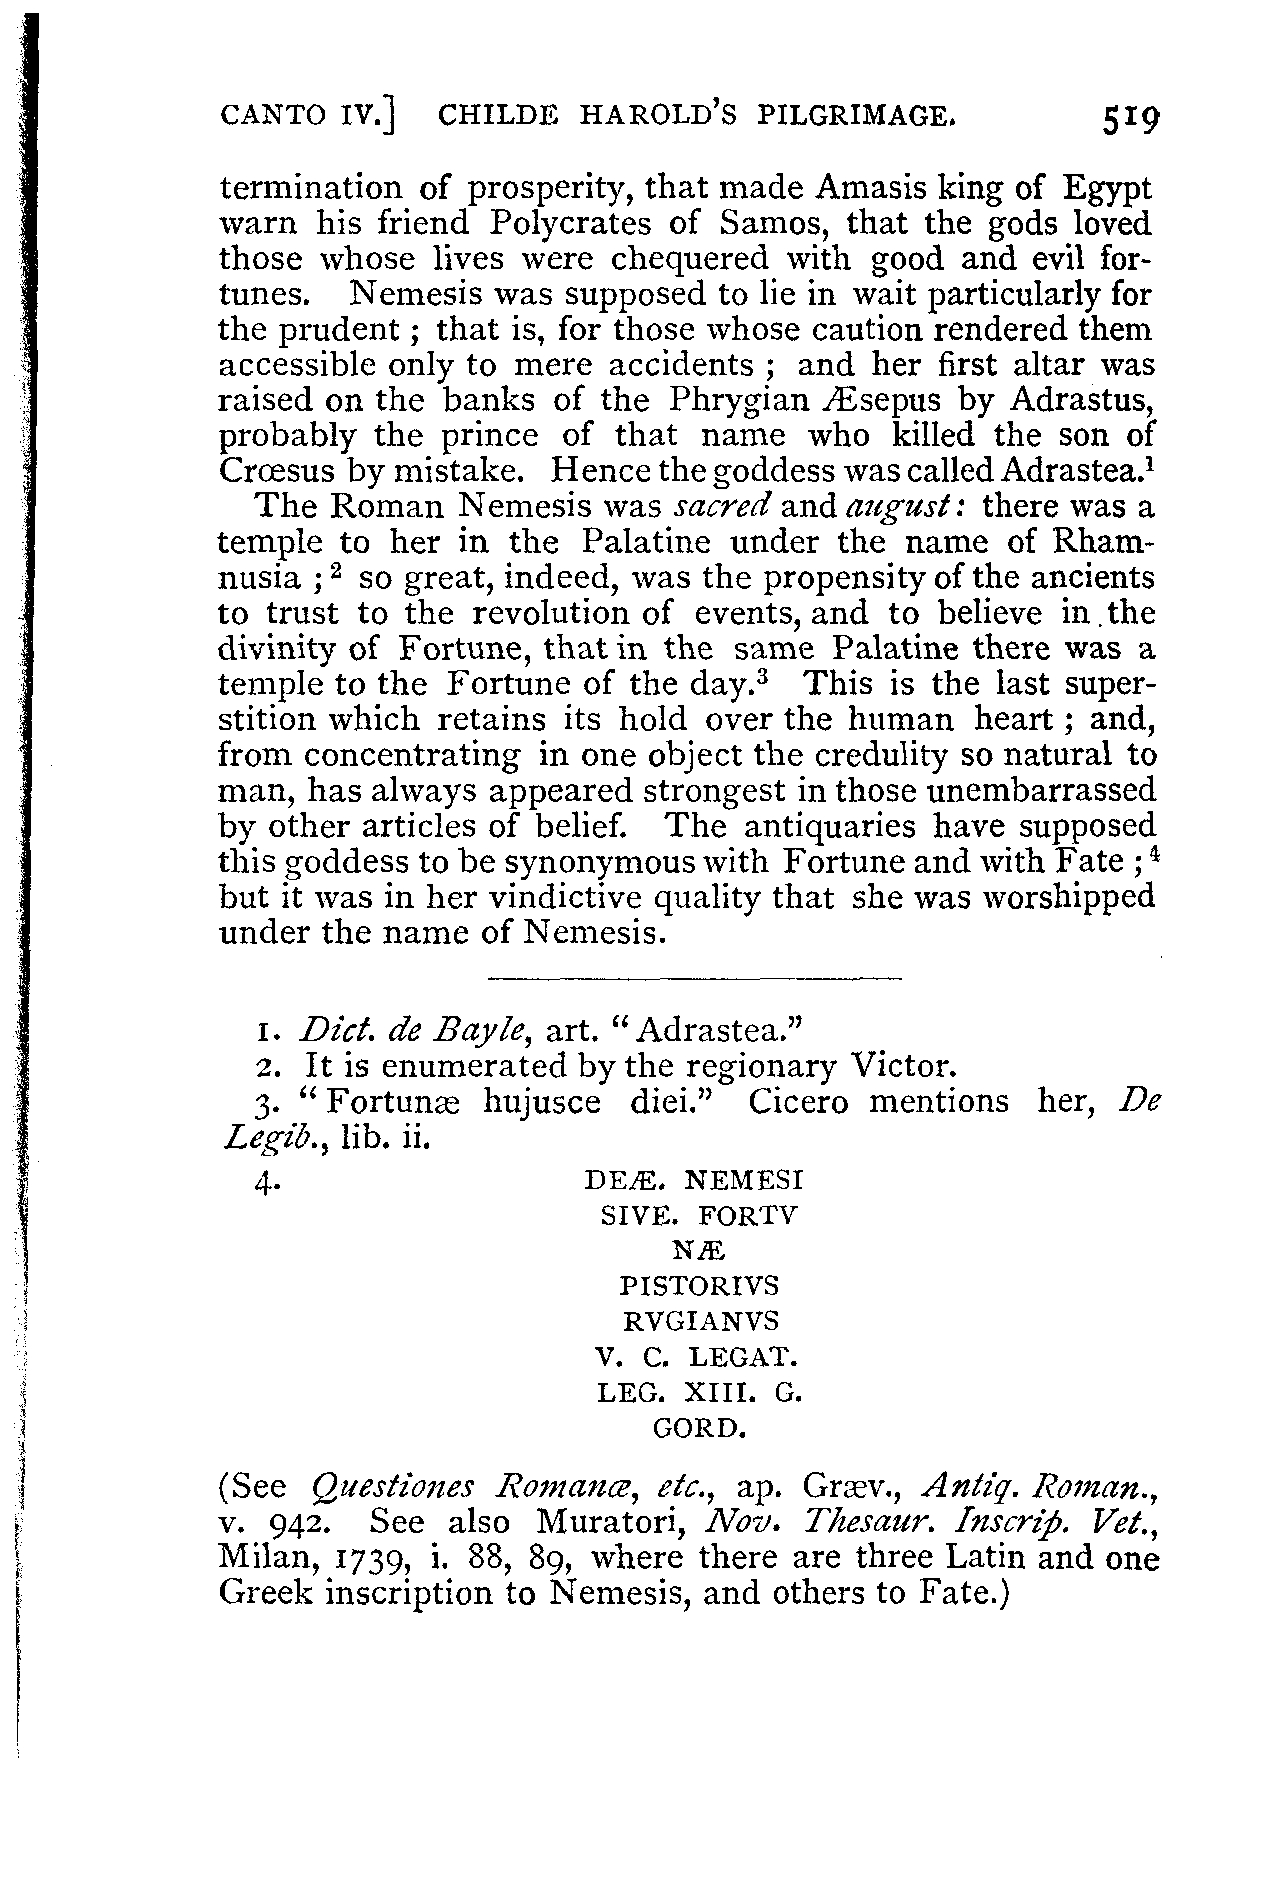 CANTO IV.] CHILDE HAROLD'S PILGRIMAGE. 519
termination of prosperity, that made Amasis king of Egypt
warn his friend Polycrates of Samos, that the gods loved
those whose lives were chequered with good and evil for-
tunes. Nemesis was supposed to lie in wait particularly for
the prudent ; that is, for those whose caution rendered them
accessible only to mere accidents ; and her first altar was
raised on the banks of the Phrygian Æsepus by Adrastus,
probably the prince of that name who killed the son of
Crœsus by mistake. Hence the goddess was called Adrastea.¹
The Roman Nemesis was sacred and august: there was a
temple to her in the Palatine under the name of Rham-
nusia ;² so great, indeed, was the propensity of the ancients
to trust to the revolution of events, and to believe in the
divinity of Fortune, that in the same Palatine there was a
temple to the Fortune of the day.³ This is the last super-
stition which retains its hold over the human heart ; and,
from concentrating in one object the credulity so natural to
man, has always appeared strongest in those unembarrassed
by other articles of belief. The antiquaries have supposed
this goddess to be synonymous with Fortune and with Fate ;⁴
but it was in her vindictive quality that she was worshipped
under the name of Nemesis.
1. Dict. de Bayle, art. "Adrastea."
2. It is enumerated by the regionary Victor.
3. "Fortunæ hujusce diei." Cicero mentions her, De
Legib., lib. ii.
4. DEÆ. NEMESI
SIVE. FORTV
NÆ
PISTORIVS
RVGIANVS
V. C. LEGAT.
LEG. XIII. G.
GORD.
(See Questiones Romanæ, etc., ap. Græv., Antiq. Roman.,
v. 942. See also Muratori, Nov. Thesaur. Inscrip. Vet.,
Milan, 1739, i. 88, 89, where there are three Latin and one
Greek inscription to Nemesis, and others to Fate.)